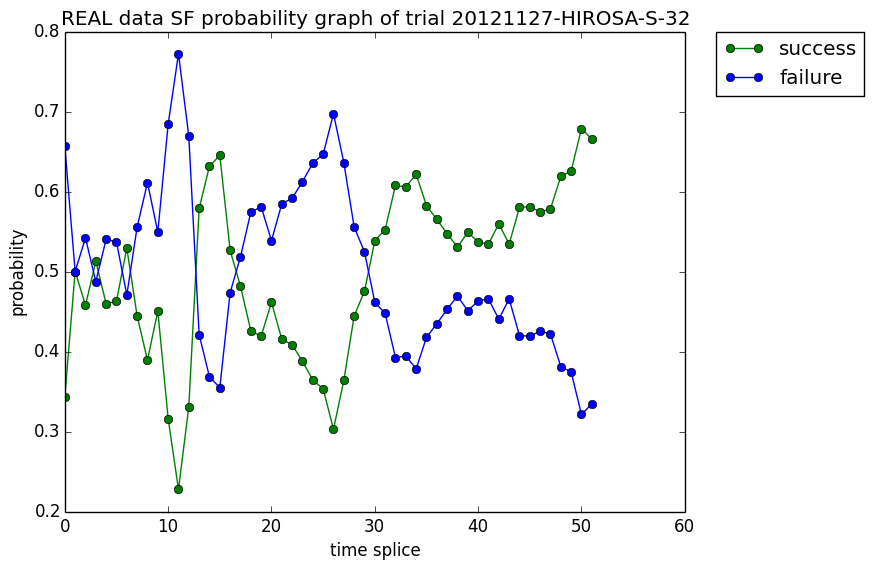 REAL data SF probability graph of trial 20121127-HIROSA-S-32
success
failure
0.8
0.7
0.6
0.5
0.4
0.3
0.2
probability
0 10 20 30 40 50 60
time splice